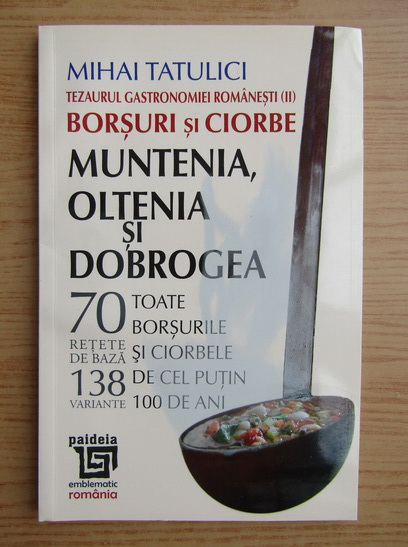 MIHAI TATULICI
TEZAURUL GASTRONOMIEI ROMÂNEȘTI (II)
BORȘURI și CIORBE
MUNTENIA,
OLTENIA
ȘI
DOBROGEA
70
REȚETE
DE BAZĂ
138
VARIANTE
TOATE
BORȘURILE
ȘI CIORBELE
DE CEL PUȚIN
100 DE ANI
paideia
emblematic
românia